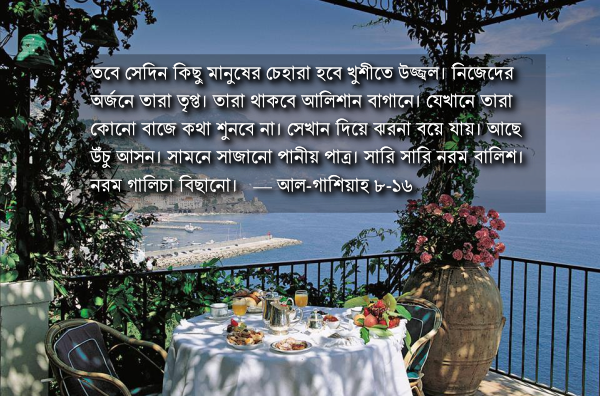 তবে সেদিন কিছু মানুষের চেহারা হবে খুশীতে উজ্জ্বল। নিজেদের
অর্জনে তারা তৃপ্ত। তারা থাকবে আলিশান বাগানে। যেখানে তারা
কোনো বাজে কথা শুনবে না। সেখান দিয়ে ঝরনা বয়ে যায়। আছে
উঁচু আসন। সামনে সাজানো পানীয় পাত্র। সারি সারি নরম বালিশ।
নরম গালিচা বিছানো। — আল-গাশিয়াহ ৮-১৬